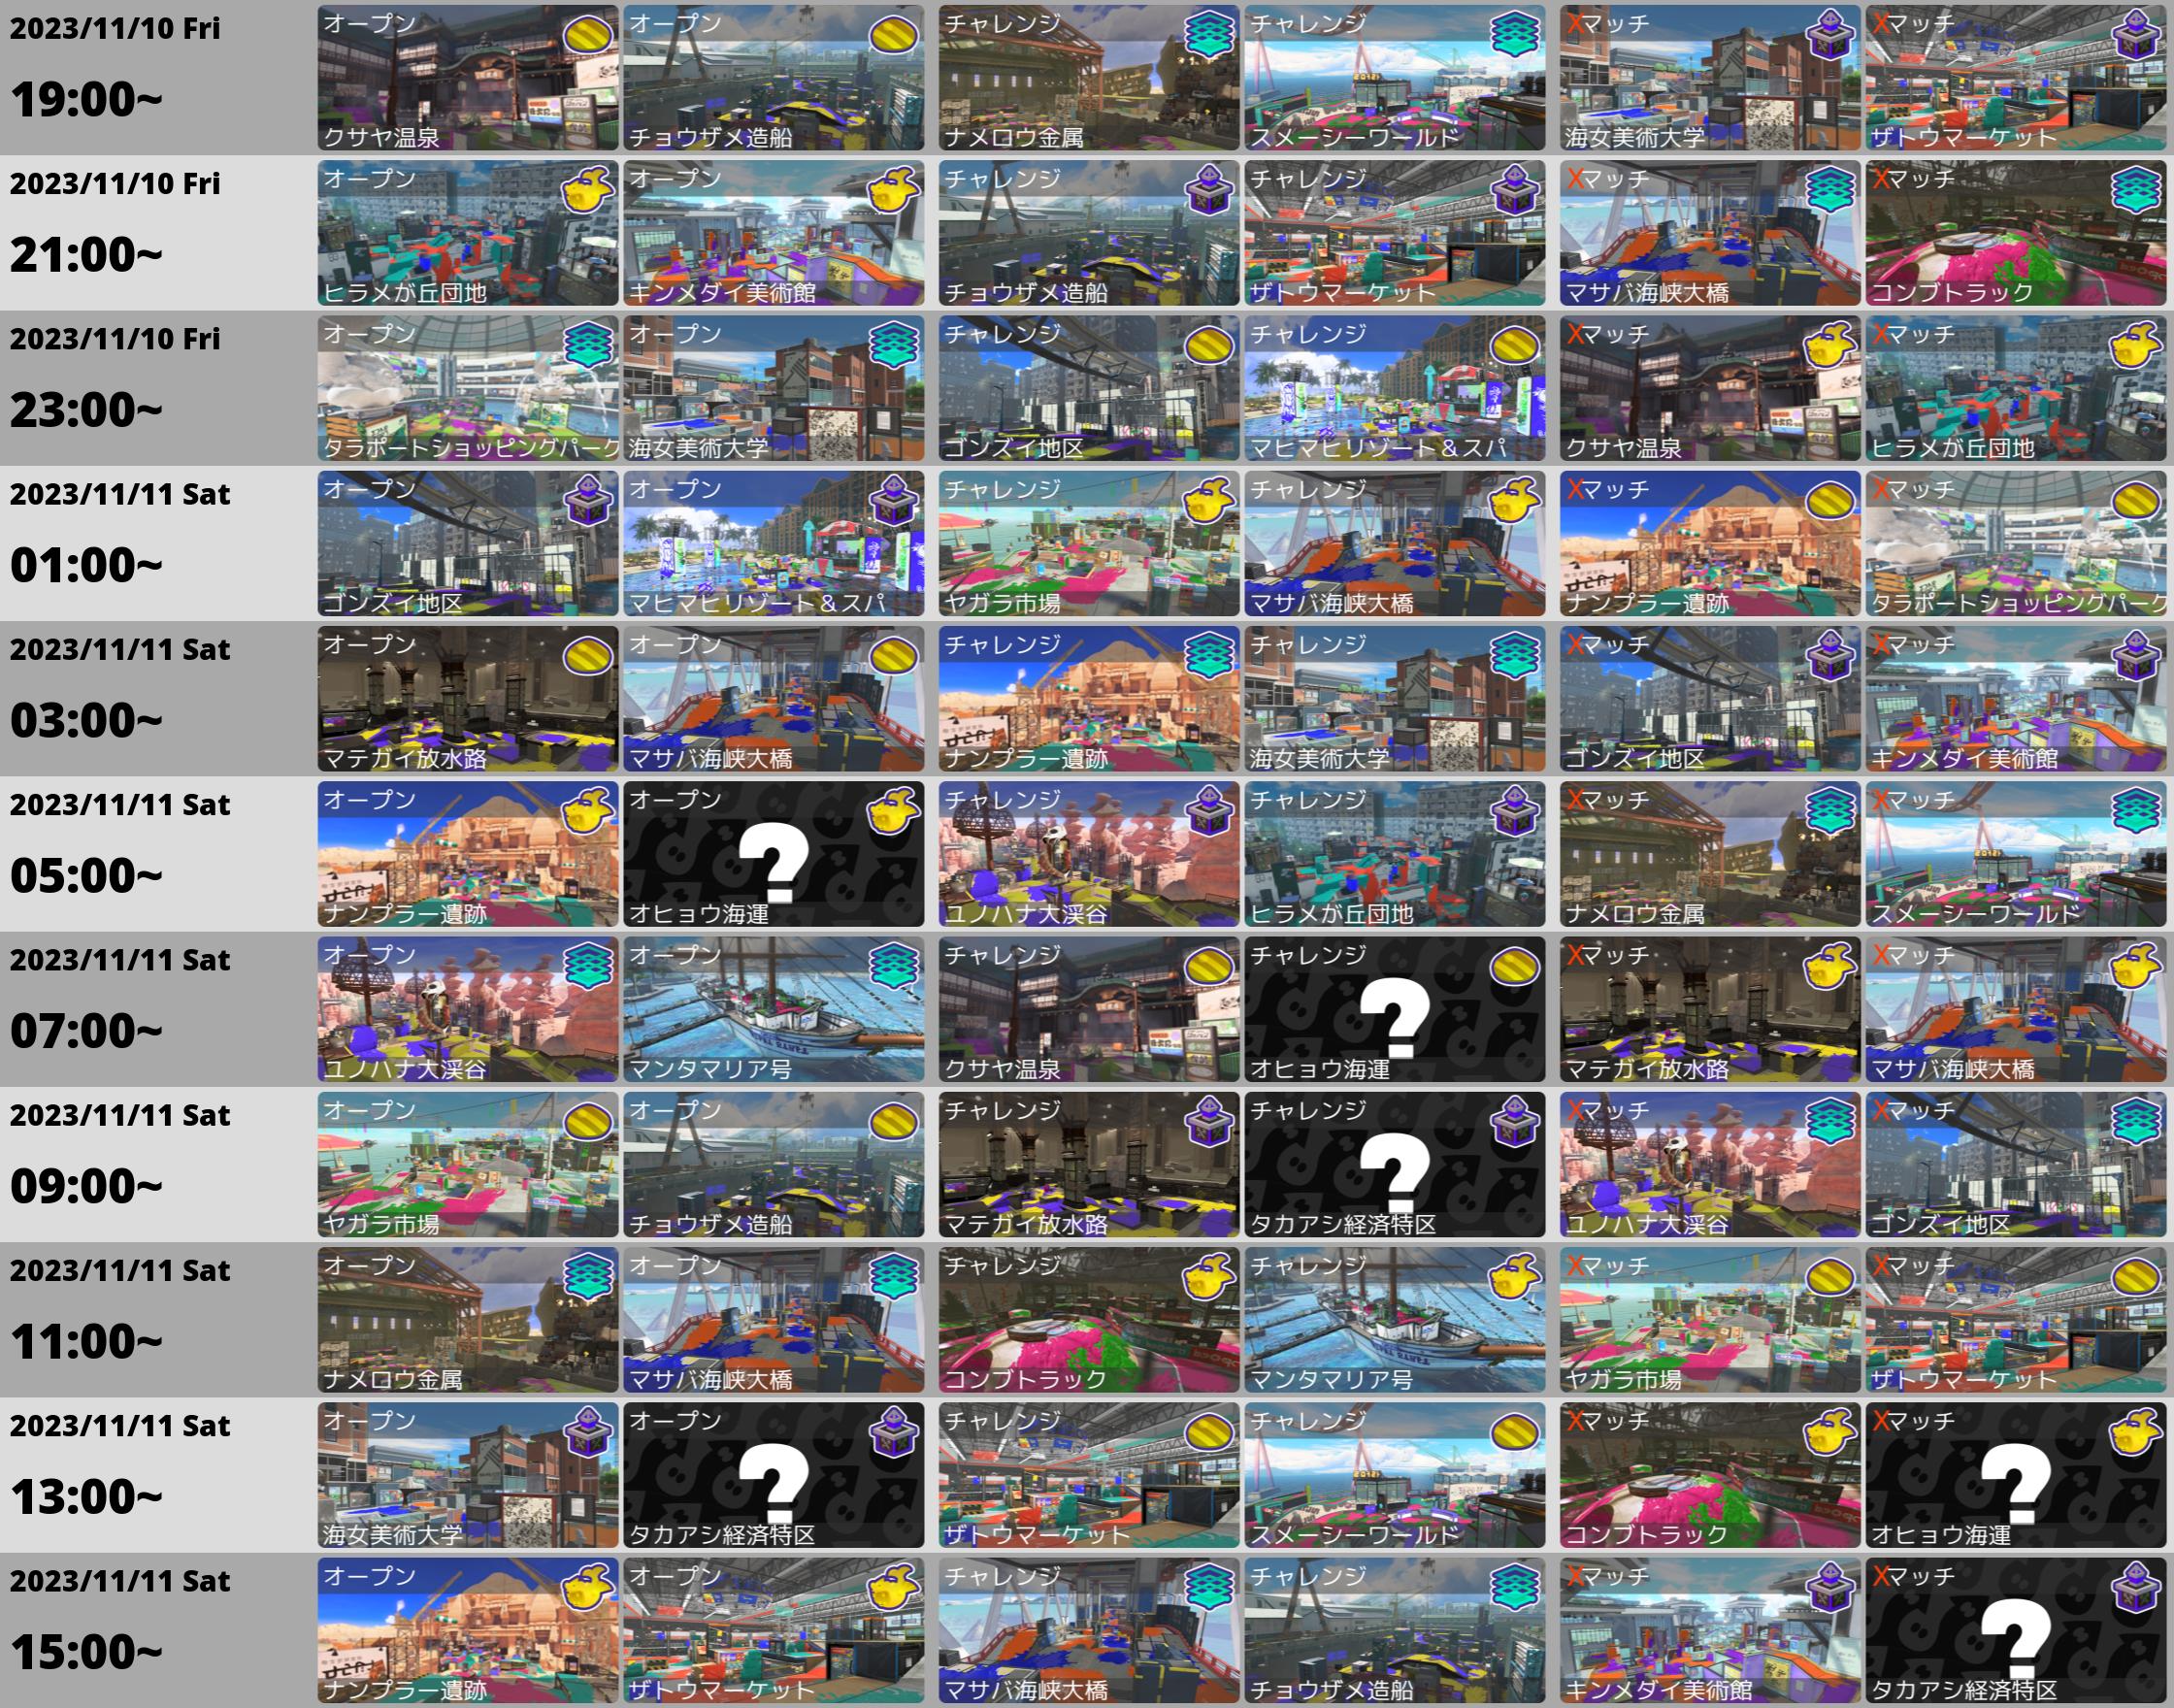 2023/11/10 Fri
19:00~
オープン
クサヤ温泉
オープン
チョウザメ造船
チャレンジ
ナメロウ金属
チャレンジ
スメーシーワールド
Xマッチ
海女美術大学
Xマッチ
ザトウマーケット
2023/11/10 Fri
21:00~
オープン
ヒラメが丘団地
オープン
キンメダイ美術館
チャレンジ
チョウザメ造船
チャレンジ
ザトウマーケット
Xマッチ
マサバ海峡大橋
Xマッチ
コンブトラック
2023/11/10 Fri
23:00~
オープン
タラポートショッピングパーク
オープン
海女美術大学
チャレンジ
ゴンズイ地区
チャレンジ
マヒマヒリゾート＆スパ
Xマッチ
クサヤ温泉
Xマッチ
ヒラメが丘団地
2023/11/11 Sat
01:00~
オープン
ゴンズイ地区
オープン
マヒマヒリゾート＆スパ
チャレンジ
ヤガラ市場
チャレンジ
マサバ海峡大橋
Xマッチ
ナンプラー遺跡
Xマッチ
タラポートショッピングパーク
2023/11/11 Sat
03:00~
オープン
マテガイ放水路
オープン
マサバ海峡大橋
チャレンジ
ナンプラー遺跡
チャレンジ
海女美術大学
Xマッチ
ゴンズイ地区
Xマッチ
キンメダイ美術館
2023/11/11 Sat
05:00~
オープン
ナンプラー遺跡
オープン
?
オヒョウ海運
チャレンジ
ユノハナ大渓谷
チャレンジ
ヒラメが丘団地
Xマッチ
ナメロウ金属
Xマッチ
スメーシーワールド
2023/11/11 Sat
07:00~
オープン
ユノハナ大渓谷
オープン
マンタマリア号
チャレンジ
クサヤ温泉
チャレンジ
?
オヒョウ海運
Xマッチ
マテガイ放水路
Xマッチ
マサバ海峡大橋
2023/11/11 Sat
09:00~
オープン
ヤガラ市場
オープン
チョウザメ造船
チャレンジ
マテガイ放水路
チャレンジ
?
タカアシ経済特区
Xマッチ
ユノハナ大渓谷
Xマッチ
ゴンズイ地区
2023/11/11 Sat
11:00~
オープン
ナメロウ金属
オープン
マサバ海峡大橋
チャレンジ
コンブトラック
チャレンジ
マンタマリア号
Xマッチ
ヤガラ市場
Xマッチ
ザトウマーケット
2023/11/11 Sat
13:00~
オープン
海女美術大学
オープン
?
タカアシ経済特区
チャレンジ
ザトウマーケット
チャレンジ
スメーシーワールド
Xマッチ
コンブトラック
Xマッチ
?
オヒョウ海運
2023/11/11 Sat
15:00~
オープン
ナンプラー遺跡
オープン
ザトウマーケット
チャレンジ
マサバ海峡大橋
チャレンジ
チョウザメ造船
Xマッチ
キンメダイ美術館
Xマッチ
?
タカアシ経済特区